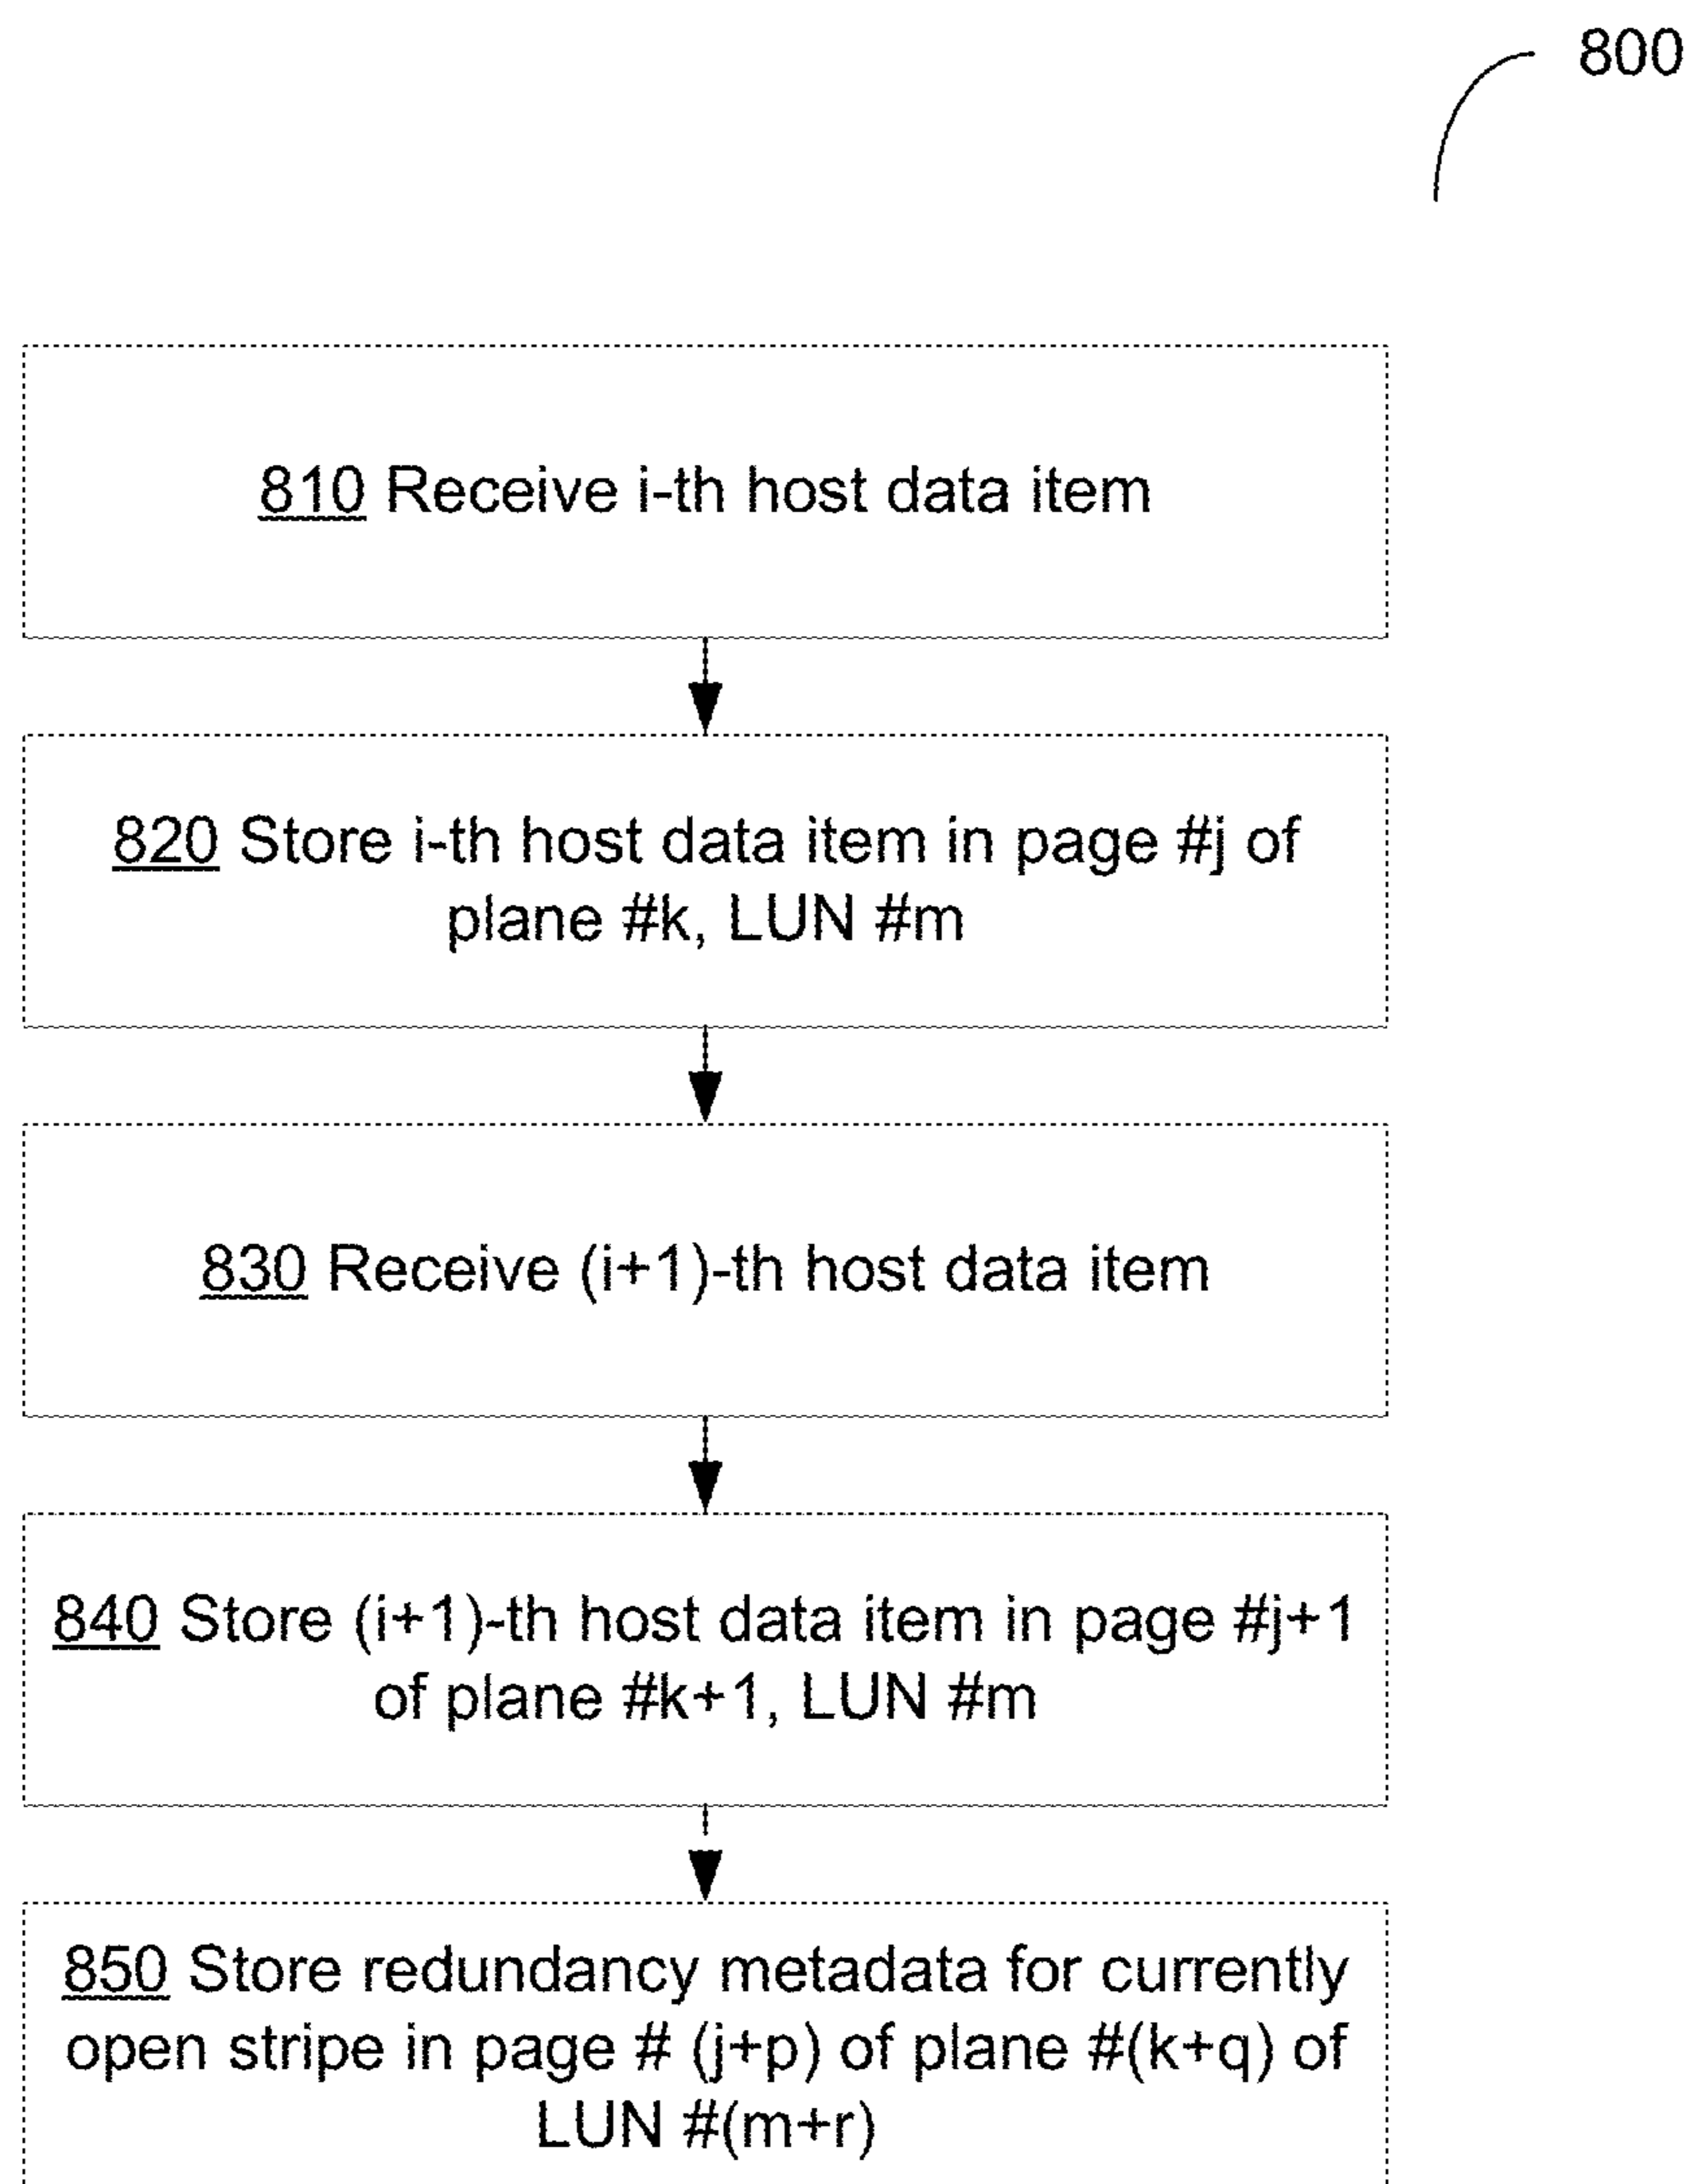 800
810 Receive i-th host data item
820 Store i-th host data item in page #j of
plane #k, LUN #m
830 Receive (i+1)-th host data item
840 Store (i+1)-th host data item in page #j+1
of plane #k+1, LUN #m
850 Store redundancy metadata for currently
open stripe in page # (j+p) of plane #(k+q) of
LUN #(m+r)